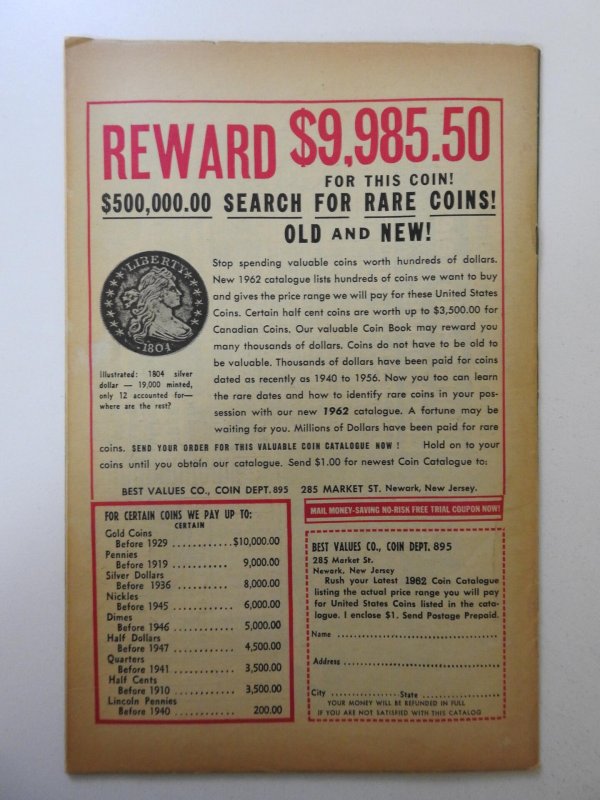 REWARD $9,985.50
FOR THIS COIN!
$500,000.00 SEARCH FOR RARE COINS!
OLD AND NEW!
LIBERTY
1804
Illustrated: 1804 silver
dollar — 19,000 minted,
only 12 accounted for—
where are the rest?
Stop spending valuable coins worth hundreds of dollars.
New 1962 catalogue lists hundreds of coins we want to buy
and gives the price range we will pay for these United States
Coins. Certain half cent coins are worth up to $3,500.00 for
Canadian Coins. Our valuable Coin Book may reward you
many thousands of dollars. Coins do not have to be old to
be valuable. Thousands of dollars have been paid for coins
dated as recently as 1940 to 1956. Now you too can learn
the rare dates and how to identify rare coins in your pos-
session with our new 1962 catalogue. A fortune may be
waiting for you. Millions of Dollars have been paid for rare
coins. SEND YOUR ORDER FOR THIS VALUABLE COIN CATALOGUE NOW ! Hold on to your
coins until you obtain our catalogue. Send $1.00 for newest Coin Catalogue to:
BEST VALUES CO., COIN DEPT. 895 285 MARKET ST. Newark, New Jersey.
FOR CERTAIN COINS WE PAY UP TO:
CERTAIN
Gold Coins
Before 1929 ............$10,000.00
Pennies
Before 1919 ........... 9,000.00
Silver Dollars
Before 1936 ........... 8,000.00
Nickles
Before 1945 ........... 6,000.00
Dimes
Before 1946 ........... 5,000.00
Half Dollars
Before 1947 ........... 4,500.00
Quarters
Before 1941 ........... 3,500.00
Half Cents
Before 1910 ........... 3,500.00
Lincoln Pennies
Before 1940 ........... 200.00
MAIL MONEY-SAVING NO-RISK FREE TRIAL COUPON NOW!
BEST VALUES CO., COIN DEPT. 895
285 Market St.
Newark, New Jersey
Rush your Latest 1962 Coin Catalogue
listing the actual price range you will pay
for United States Coins listed in the cata-
logue. I enclose $1. Send Postage Prepaid.
Name ...............................
Address ...............................
City ................State ................
YOUR MONEY WILL BE REFUNDED IN FULL
IF YOU ARE NOT SATISFIED WITH THIS CATALOG